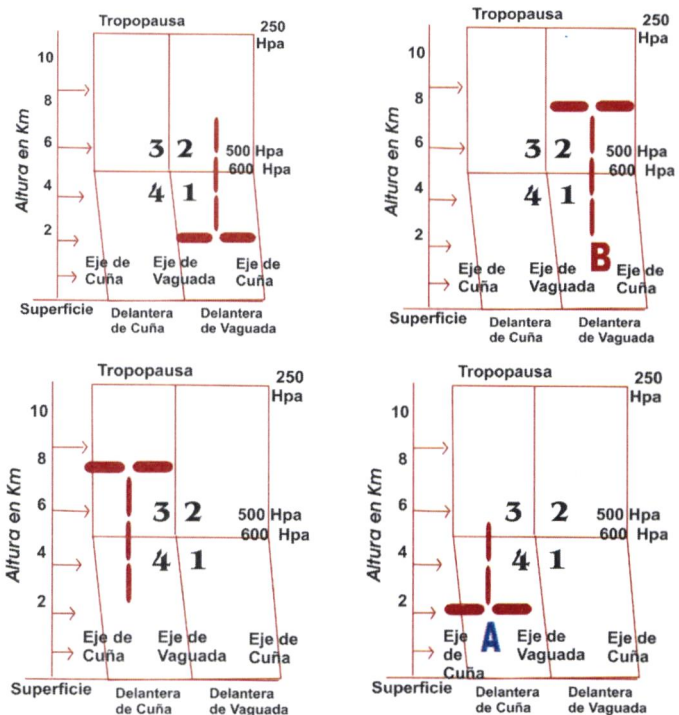 Tropopausa
250
Hpa
10
8
6
4
2
Altura en Km
3 2
500 Hpa
600 Hpa
4 1
Eje de
Cuña
Eje de
Vaguada
Eje de
Cuña
Superficie
Delantera
de Cuña
Delantera
de Vaguada
Tropopausa
250
Hpa
10
8
6
4
2
Altura en Km
3 2
500 Hpa
600 Hpa
4 1
B
Eje de
Cuña
Eje de
Vaguada
Eje de
Cuña
Superficie
Delantera
de Cuña
Delantera
de Vaguada
Tropopausa
250
Hpa
10
8
6
4
2
Altura en Km
3 2
500 Hpa
600 Hpa
4 1
Eje de
Cuña
Eje de
Vaguada
Eje de
Cuña
Superficie
Delantera
de Cuña
Delantera
de Vaguada
Tropopausa
250
Hpa
10
8
6
4
2
Altura en Km
3 2
500 Hpa
600 Hpa
4 1
A
Eje
de
Cuña
Eje de
Vaguada
Eje de
Cuña
Superficie
Delantera
de Cuña
Delantera
de Vaguada